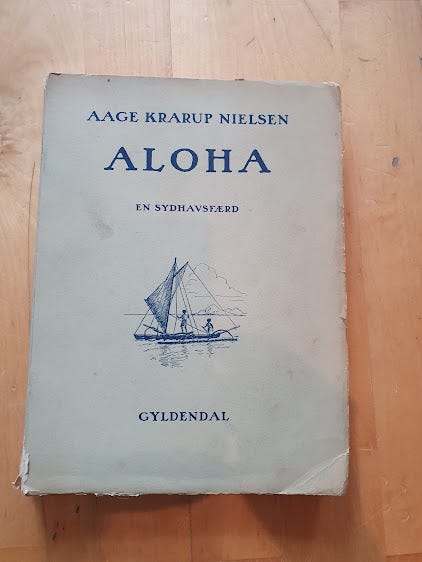 AAGE KRARUP NIELSEN
ALOHA
EN SYDHAVSFÆRD
GYLDENDAL